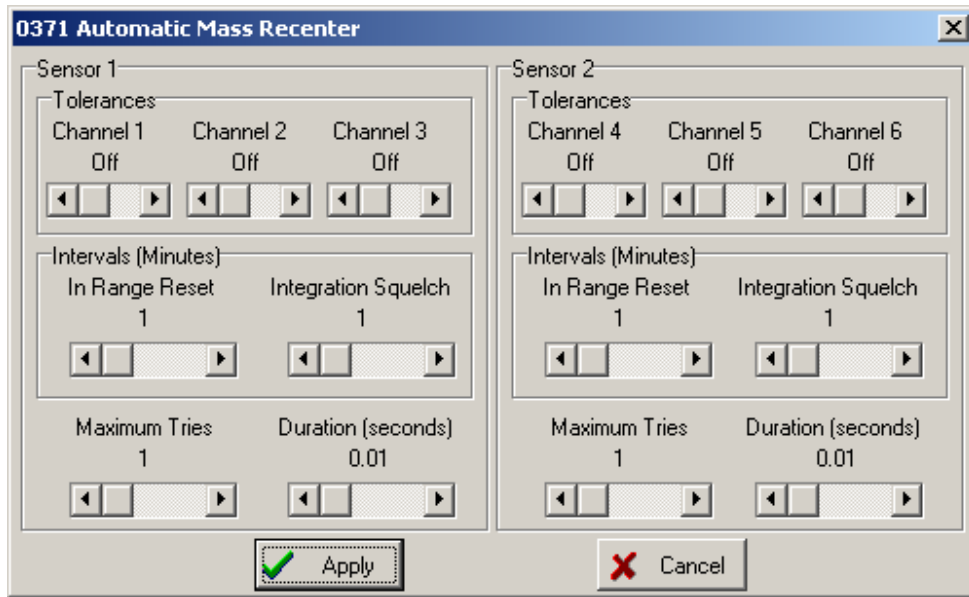 0371 Automatic Mass Recenter
Sensor 1
Tolerances
Channel 1 Channel 2 Channel 3
Off Off Off
Intervals (Minutes)
In Range Reset Integration Squelch
1 1
Maximum Tries Duration (seconds)
1 0.01
Sensor 2
Tolerances
Channel 4 Channel 5 Channel 6
Off Off Off
Intervals (Minutes)
In Range Reset Integration Squelch
1 1
Maximum Tries Duration (seconds)
1 0.01
Apply Cancel